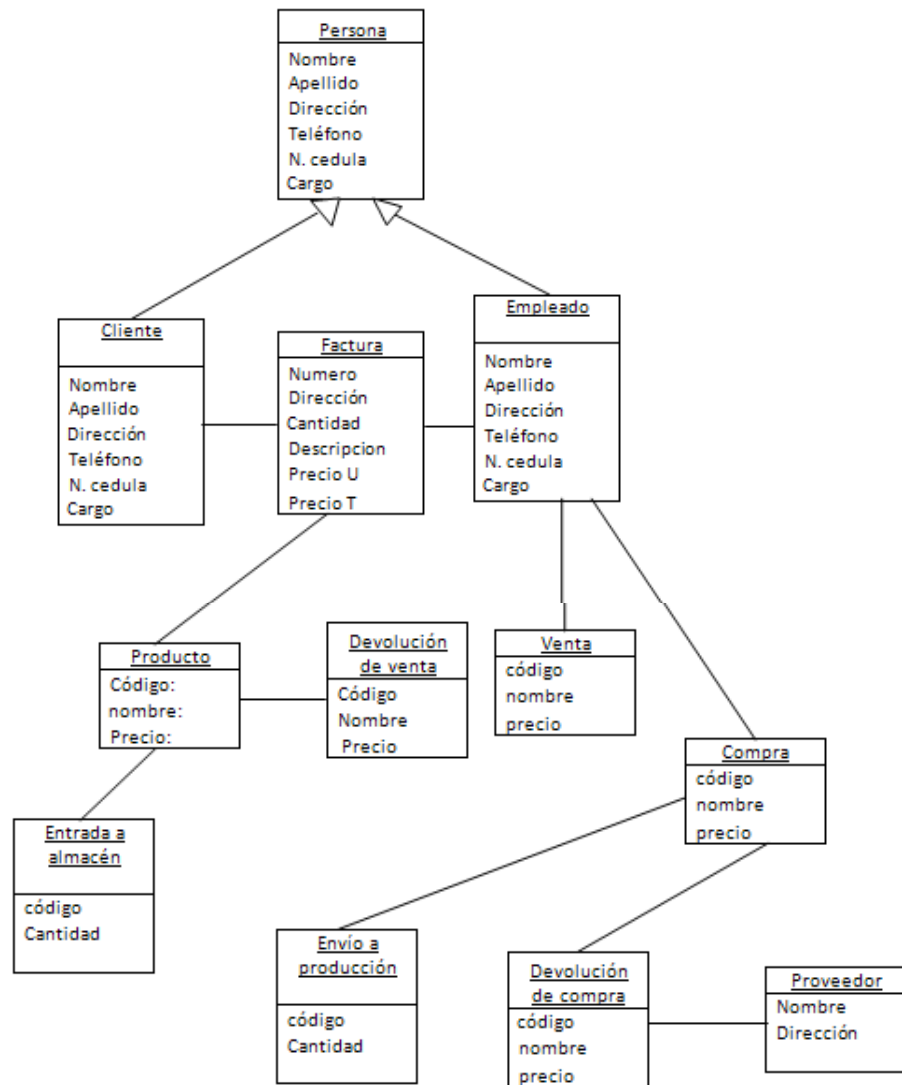 Persona
Nombre
Apellido
Dirección
Teléfono
N. cedula
Cargo
Cliente
Nombre
Apellido
Dirección
Teléfono
N. cedula
Cargo
Factura
Numero
Dirección
Cantidad
Descripcion
Precio U
Precio T
Empleado
Nombre
Apellido
Dirección
Teléfono
N. cedula
Cargo
Producto
Código:
nombre:
Precio:
Devolución
de venta
Código
Nombre
Precio
Venta
código
nombre
precio
Compra
código
nombre
precio
Entrada a
almacén
código
Cantidad
Envío a
producción
código
Cantidad
Devolución
de compra
código
nombre
precio
Proveedor
Nombre
Dirección